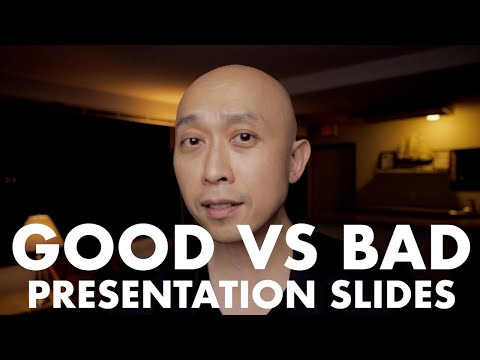 GOOD VS BAD
PRESENTATION SLIDES